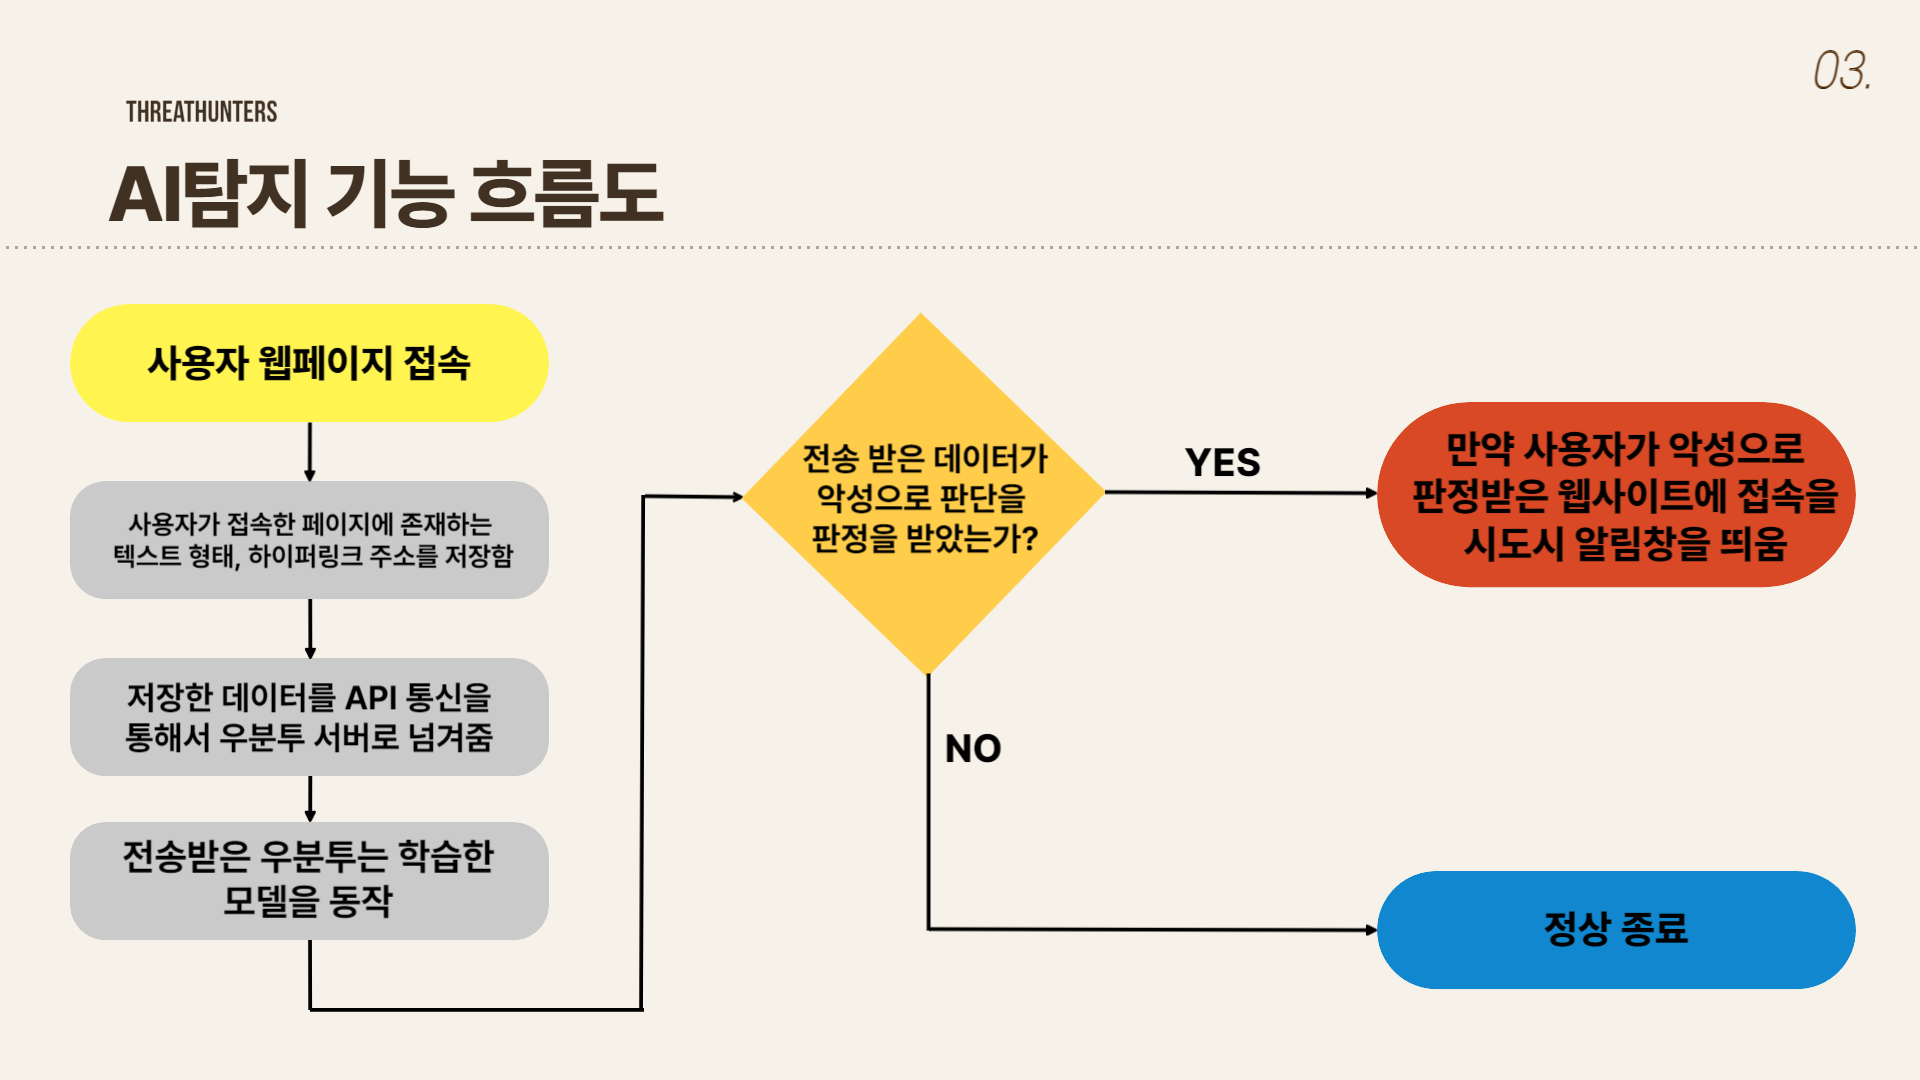 03.
THREATHUNTERS
AI탐지 기능 흐름도
사용자 웹페이지 접속
사용자가 접속한 페이지에 존재하는
텍스트 형태, 하이퍼링크 주소를 저장함
저장한 데이터를 API 통신을
통해서 우분투 서버로 넘겨줌
전송받은 우분투는 학습한
모델을 동작
전송 받은 데이터가
악성으로 판단을
판정을 받았는가?
YES
만약 사용자가 악성으로
판정받은 웹사이트에 접속을
시도시 알림창을 띄움
NO
정상 종료